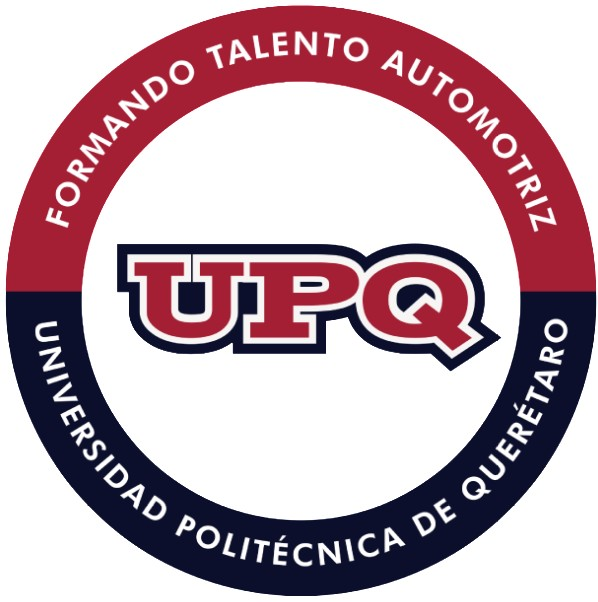 FORMANDO TALENTO AUTOMOTRIZ
UPQ
UNIVERSIDAD POLITÉCNICA DE QUERÉTARO